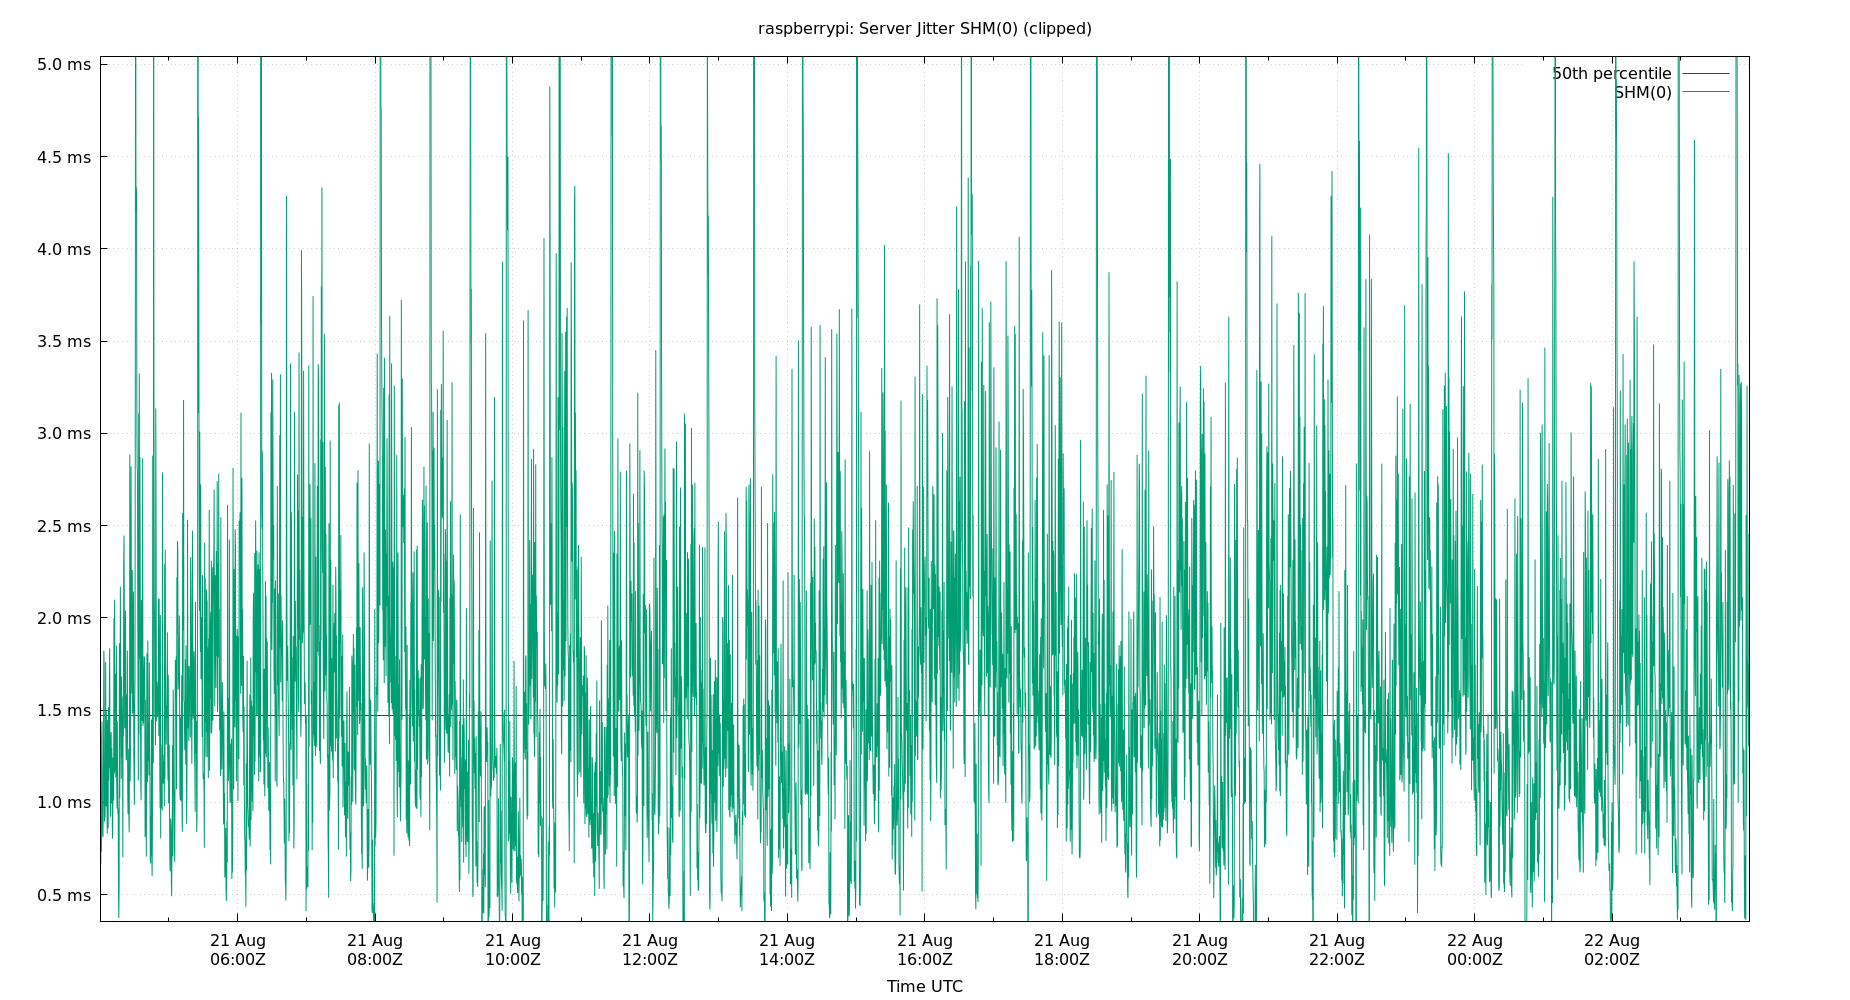 raspberrypi: Server Jitter SHM(0) (clipped)
5.0 ms
50th percentile
SHM(0)
4.5 ms
4.0 ms
3.5 ms
3.0 ms
2.5 ms
2.0 ms
1.5 ms
1.0 ms
0.5 ms
21 Aug 21 Aug 21 Aug 21 Aug 21 Aug 21 Aug 21 Aug 21 Aug 21 Aug 22 Aug 22 Aug
06:00Z 08:00Z 10:00Z 12:00Z 14:00Z 16:00Z 18:00Z 20:00Z 22:00Z 00:00Z 02:00Z
Time UTC